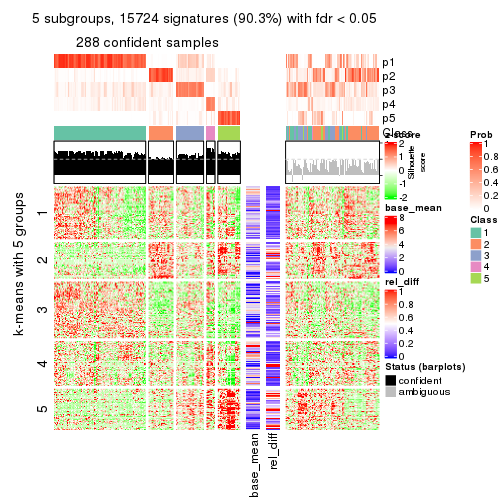 5 subgroups, 15724 signatures (90.3%) with fdr < 0.05
288 confident samples
p1
p2
p3
p4
p5
Class
Silhouette
score
k-means with 5 groups
1
2
3
4
5
base_mean
rel_diff
z-score
2
1
0
-1
-2
base_mean
8
6
4
2
0
rel_diff
1
0.8
0.6
0.4
0.2
0
Status (barplots)
confident
ambiguous
Prob
1
0.8
0.6
0.4
0.2
0
Class
1
2
3
4
5